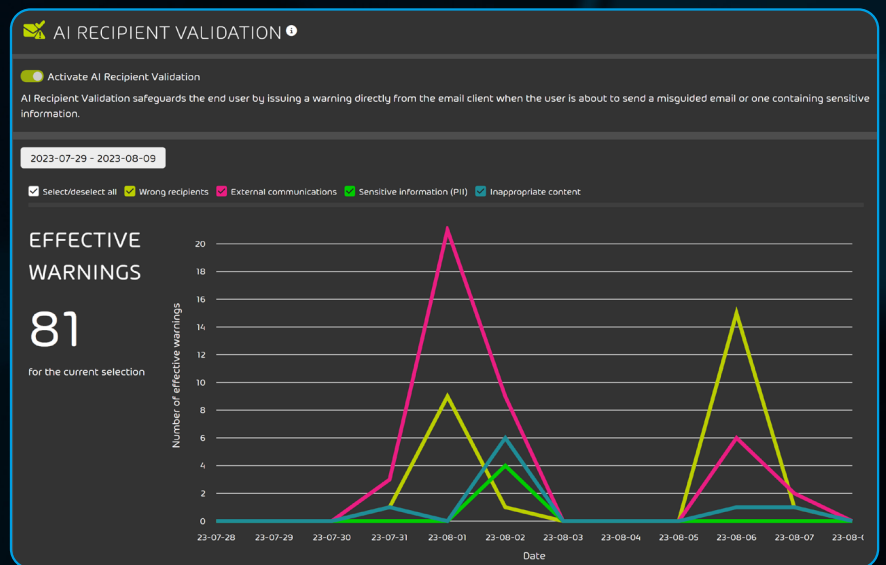 AI RECIPIENT VALIDATION i
Activate AI Recipient Validation
AI Recipient Validation safeguards the end user by issuing a warning directly from the email client when the user is about to send a misguided email or one containing sensitive
information.
2023-07-29 - 2023-08-09
Select/deselect all Wrong recipients External communications Sensitive information (PII) Inappropriate content
EFFECTIVE
WARNINGS
81
for the current selection
Number of effective warnings
20
18
16
14
12
10
8
6
4
2
0
23-07-28 23-07-29 23-07-30 23-07-31 23-08-01 23-08-02 23-08-03 23-08-04 23-08-05 23-08-06 23-08-07
Date